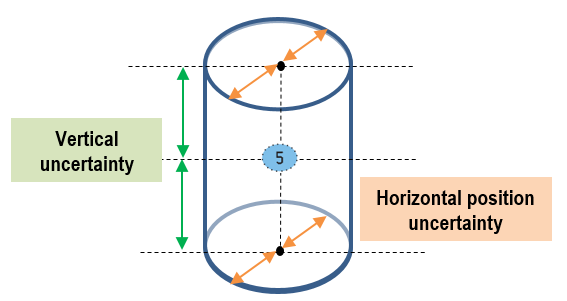 Vertical
uncertainty
5
Horizontal position
uncertainty